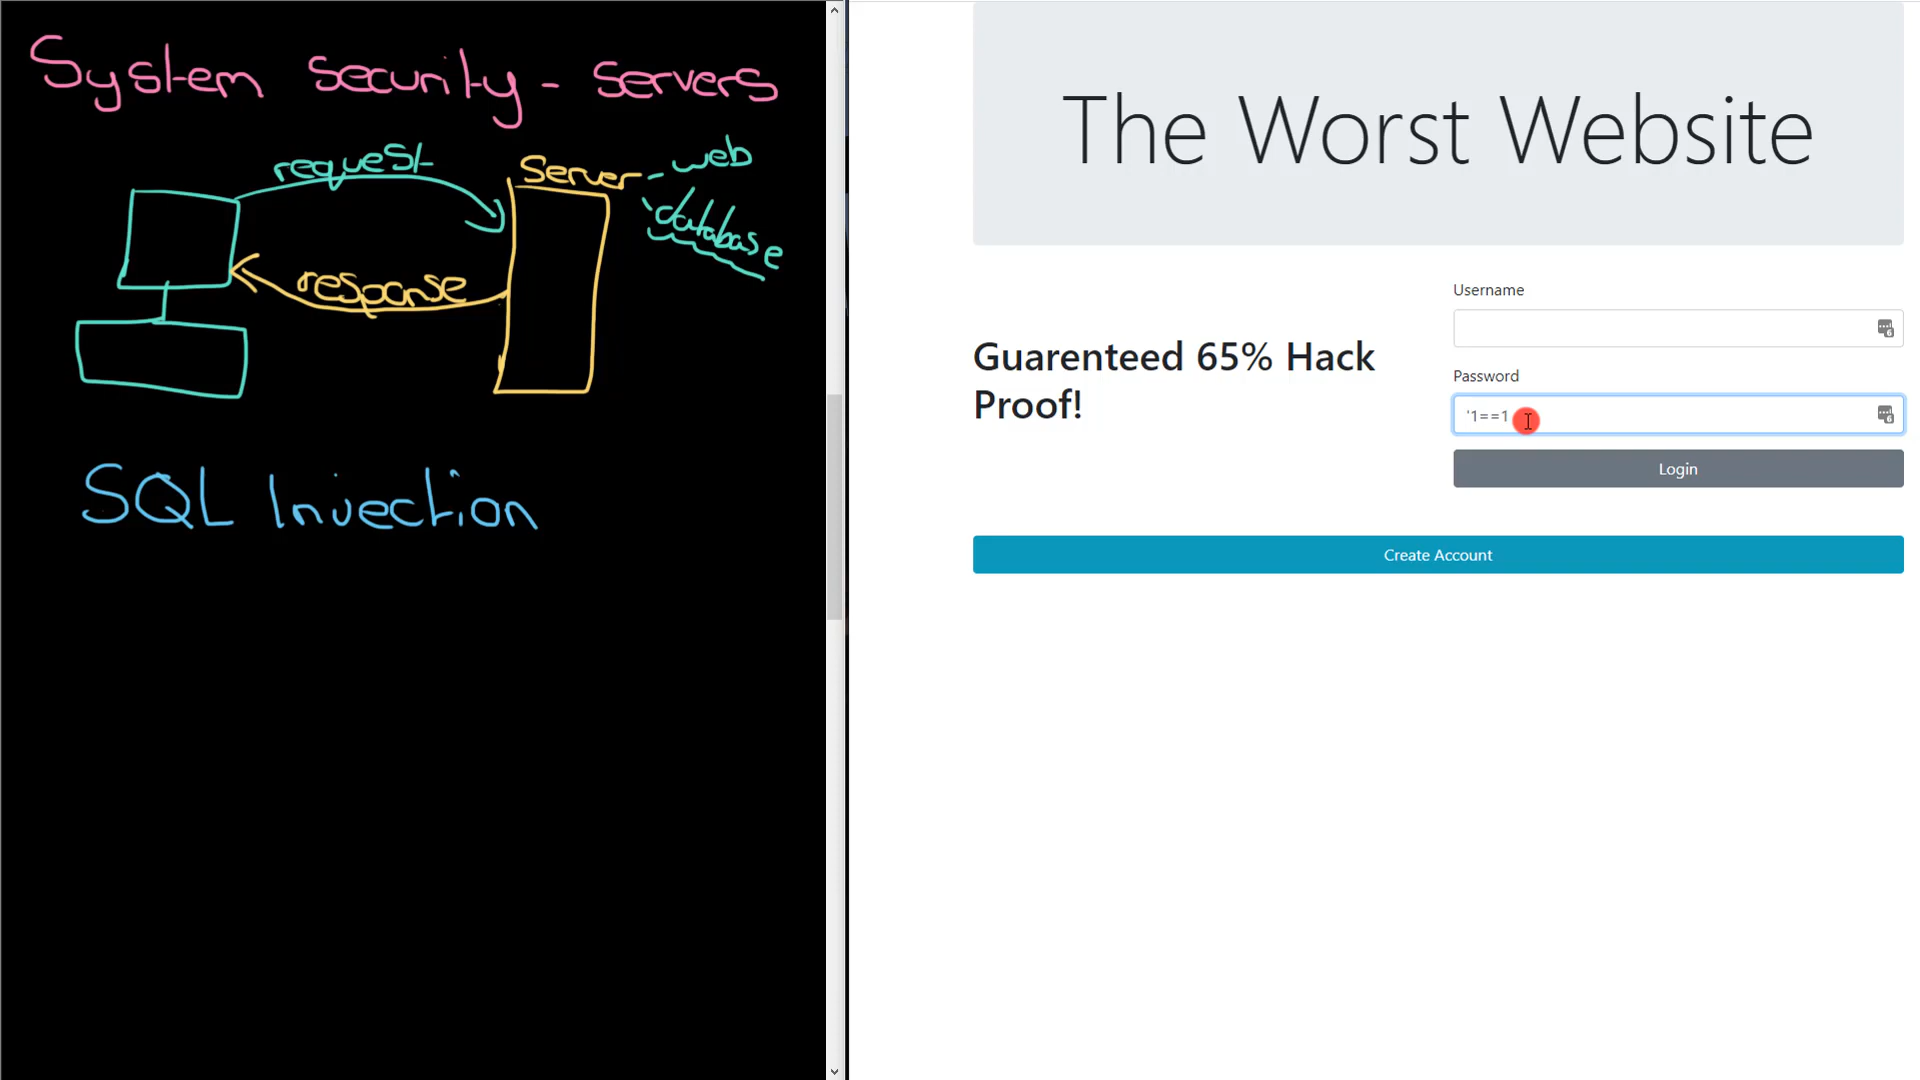 System security - servers
request
server - web
database
response
SQL Injection
The Worst Website
Guarenteed 65% Hack
Proof!
Username
Password
'1==1
Login
Create Account